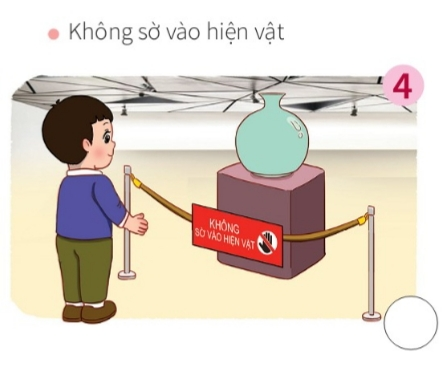 Không sờ vào hiện vật
4
KHÔNG
SỜ VÀO HIỆN VẬT